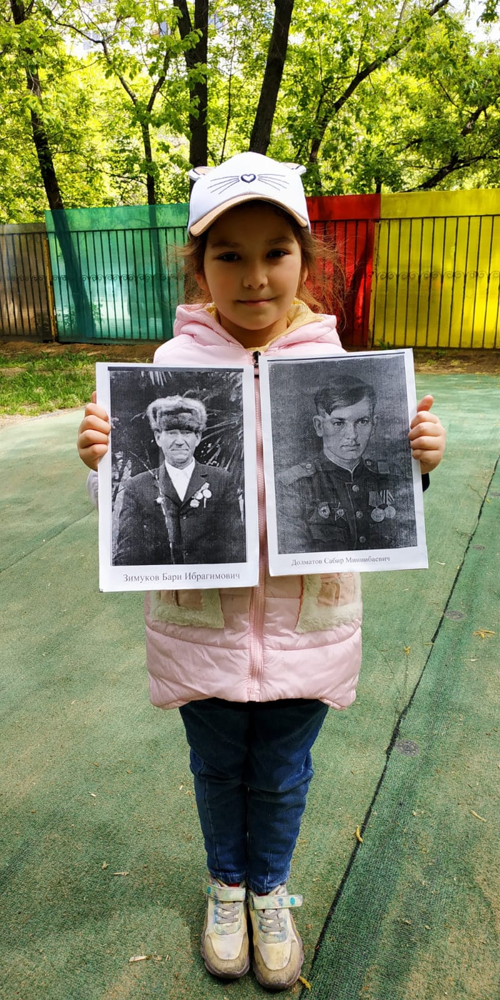 Зимуков Бари Ибрагимович
Долматов Сабир Миннибаевич